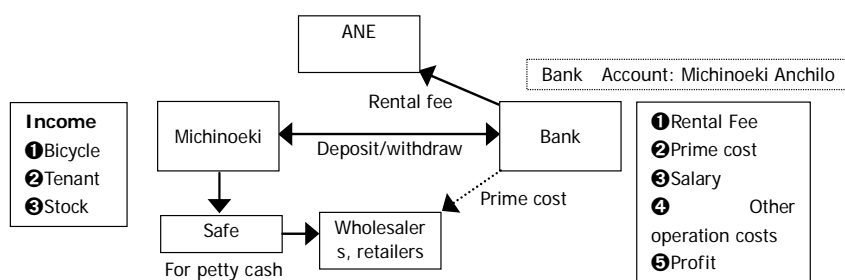 ANE
Bank Account: Michinoeki Anchilo
Rental fee
Income
❶Bicycle
❷Tenant
❸Stock
Michinoeki
Deposit/withdraw
Bank
❶Rental Fee
❷Prime cost
❸Salary
❹ Other
operation costs
❺Profit
Prime cost
Safe
Wholesaler
s, retailers
For petty cash